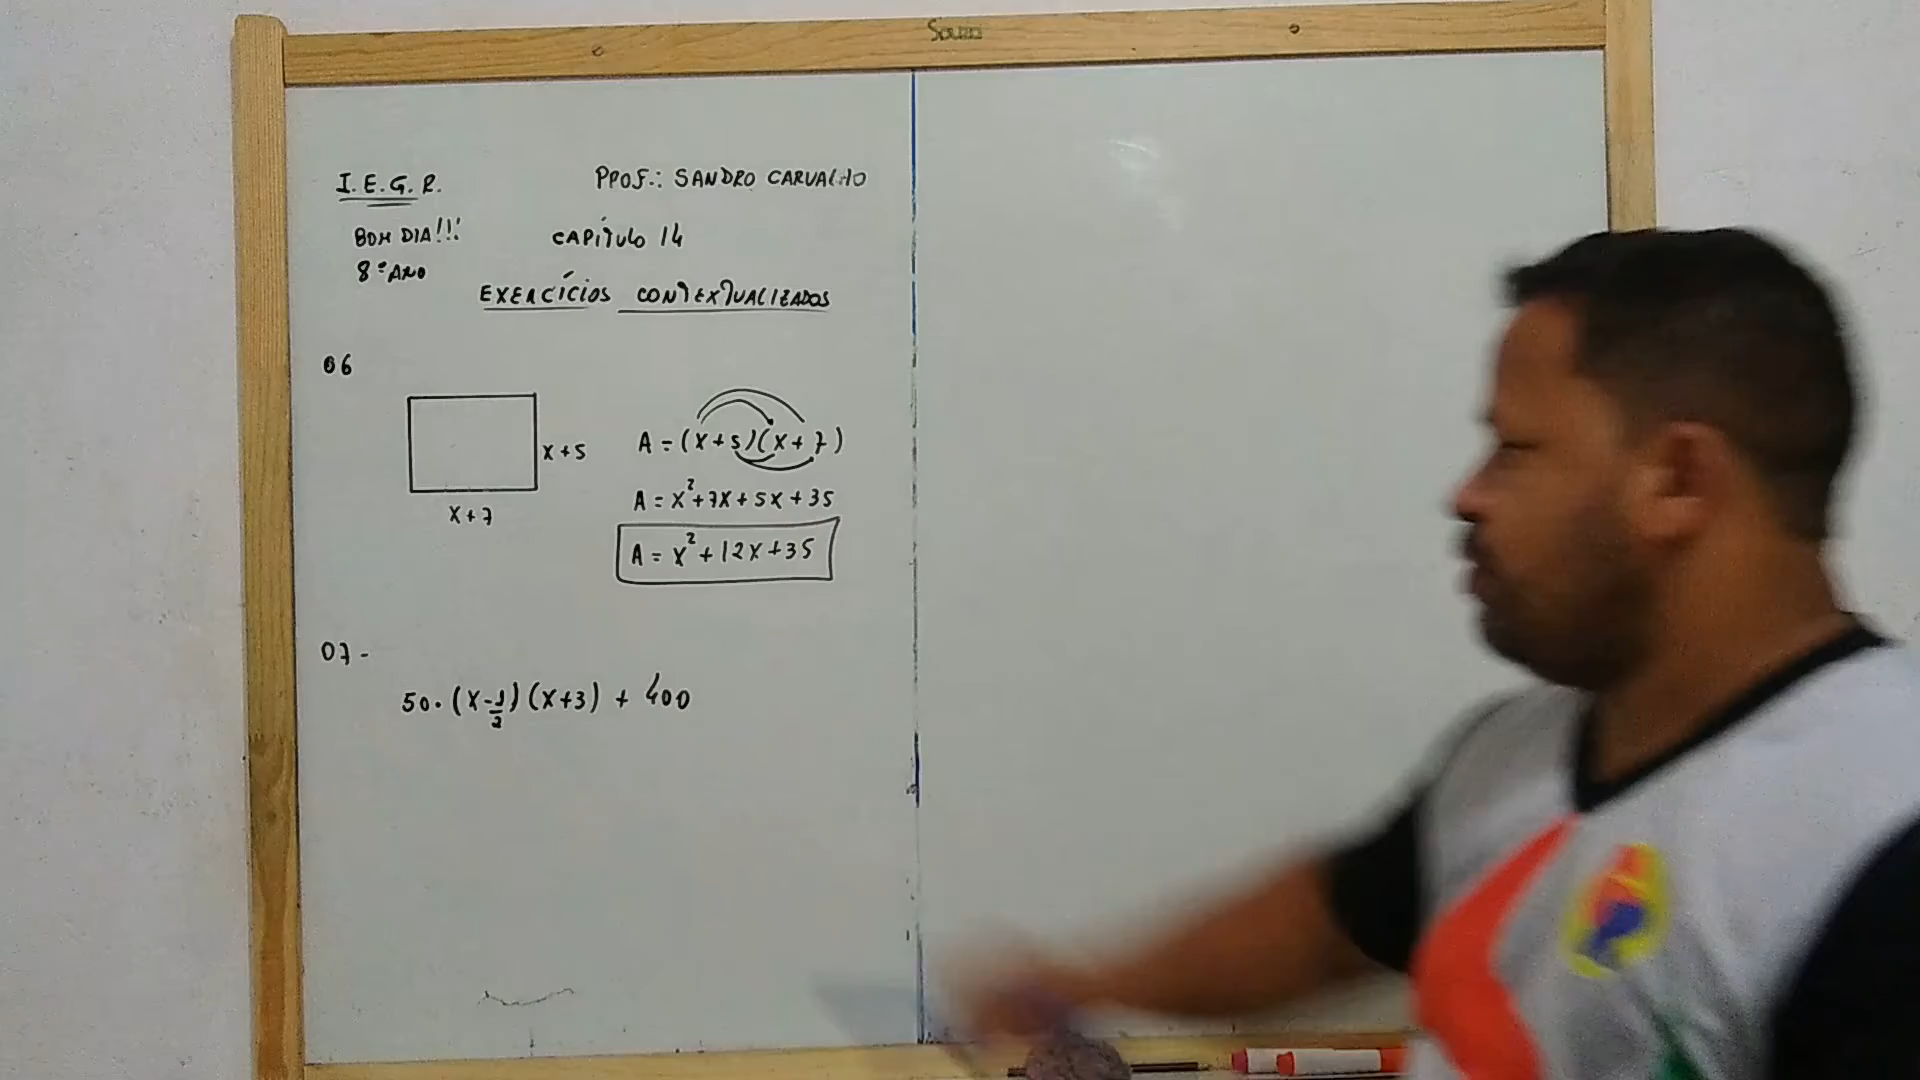 Souza
I.E.G.R.
PROF.: SANDRO CARVALHO
BOM DIA!!!
CAPÍTULO 14
8º ANO
EXERCÍCIOS CONTEXTUALIZADOS
06
x+5
x+7
A = (x+5)(x+7)
A = x²+7x+5x+35
A = x²+12x+35
07-
50·(x-1/2)(x+3) + 400